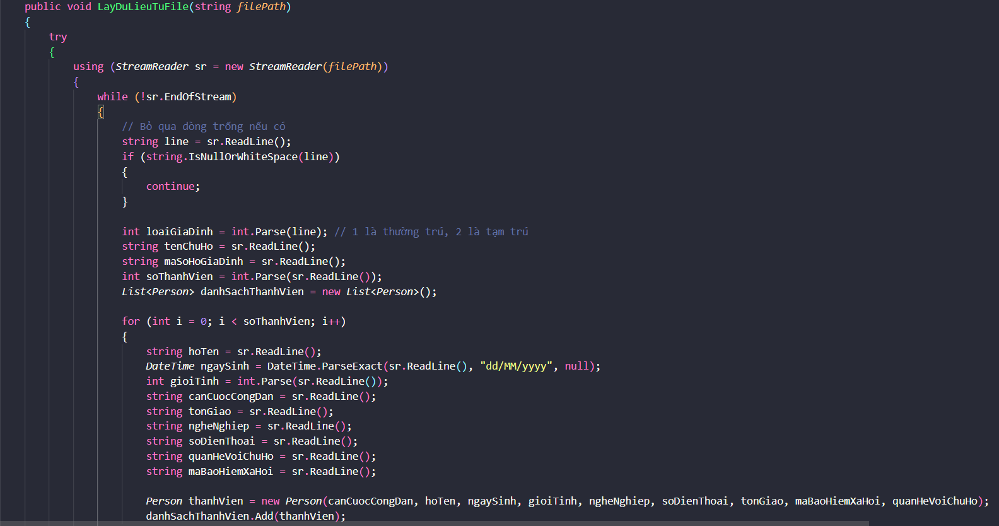 public void LayDuLieuTuFile(string filePath)
{
try
{
using (StreamReader sr = new StreamReader(filePath))
{
while (!sr.EndOfStream)
{
// Bỏ qua dòng trống nếu có
string line = sr.ReadLine();
if (string.IsNullOrWhiteSpace(line))
{
continue;
}
int loaiGiaDinh = int.Parse(line); // 1 là thường trú, 2 là tạm trú
string tenChuHo = sr.ReadLine();
string maSoHoGiaDinh = sr.ReadLine();
int soThanhVien = int.Parse(sr.ReadLine());
List<Person> danhSachThanhVien = new List<Person>();
for (int i = 0; i < soThanhVien; i++)
{
string hoTen = sr.ReadLine();
DateTime ngaySinh = DateTime.ParseExact(sr.ReadLine(), "dd/MM/yyyy", null);
int gioiTinh = int.Parse(sr.ReadLine());
string canCuocCongDan = sr.ReadLine();
string tonGiao = sr.ReadLine();
string ngheNghiep = sr.ReadLine();
string soDienThoai = sr.ReadLine();
string quanHeVoiChuHo = sr.ReadLine();
string maBaoHiemXaHoi = sr.ReadLine();
Person thanhVien = new Person(canCuocCongDan, hoTen, ngaySinh, gioiTinh, ngheNghiep, soDienThoai, tonGiao, maBaoHiemXaHoi, quanHeVoiChuHo);
danhSachThanhVien.Add(thanhVien);